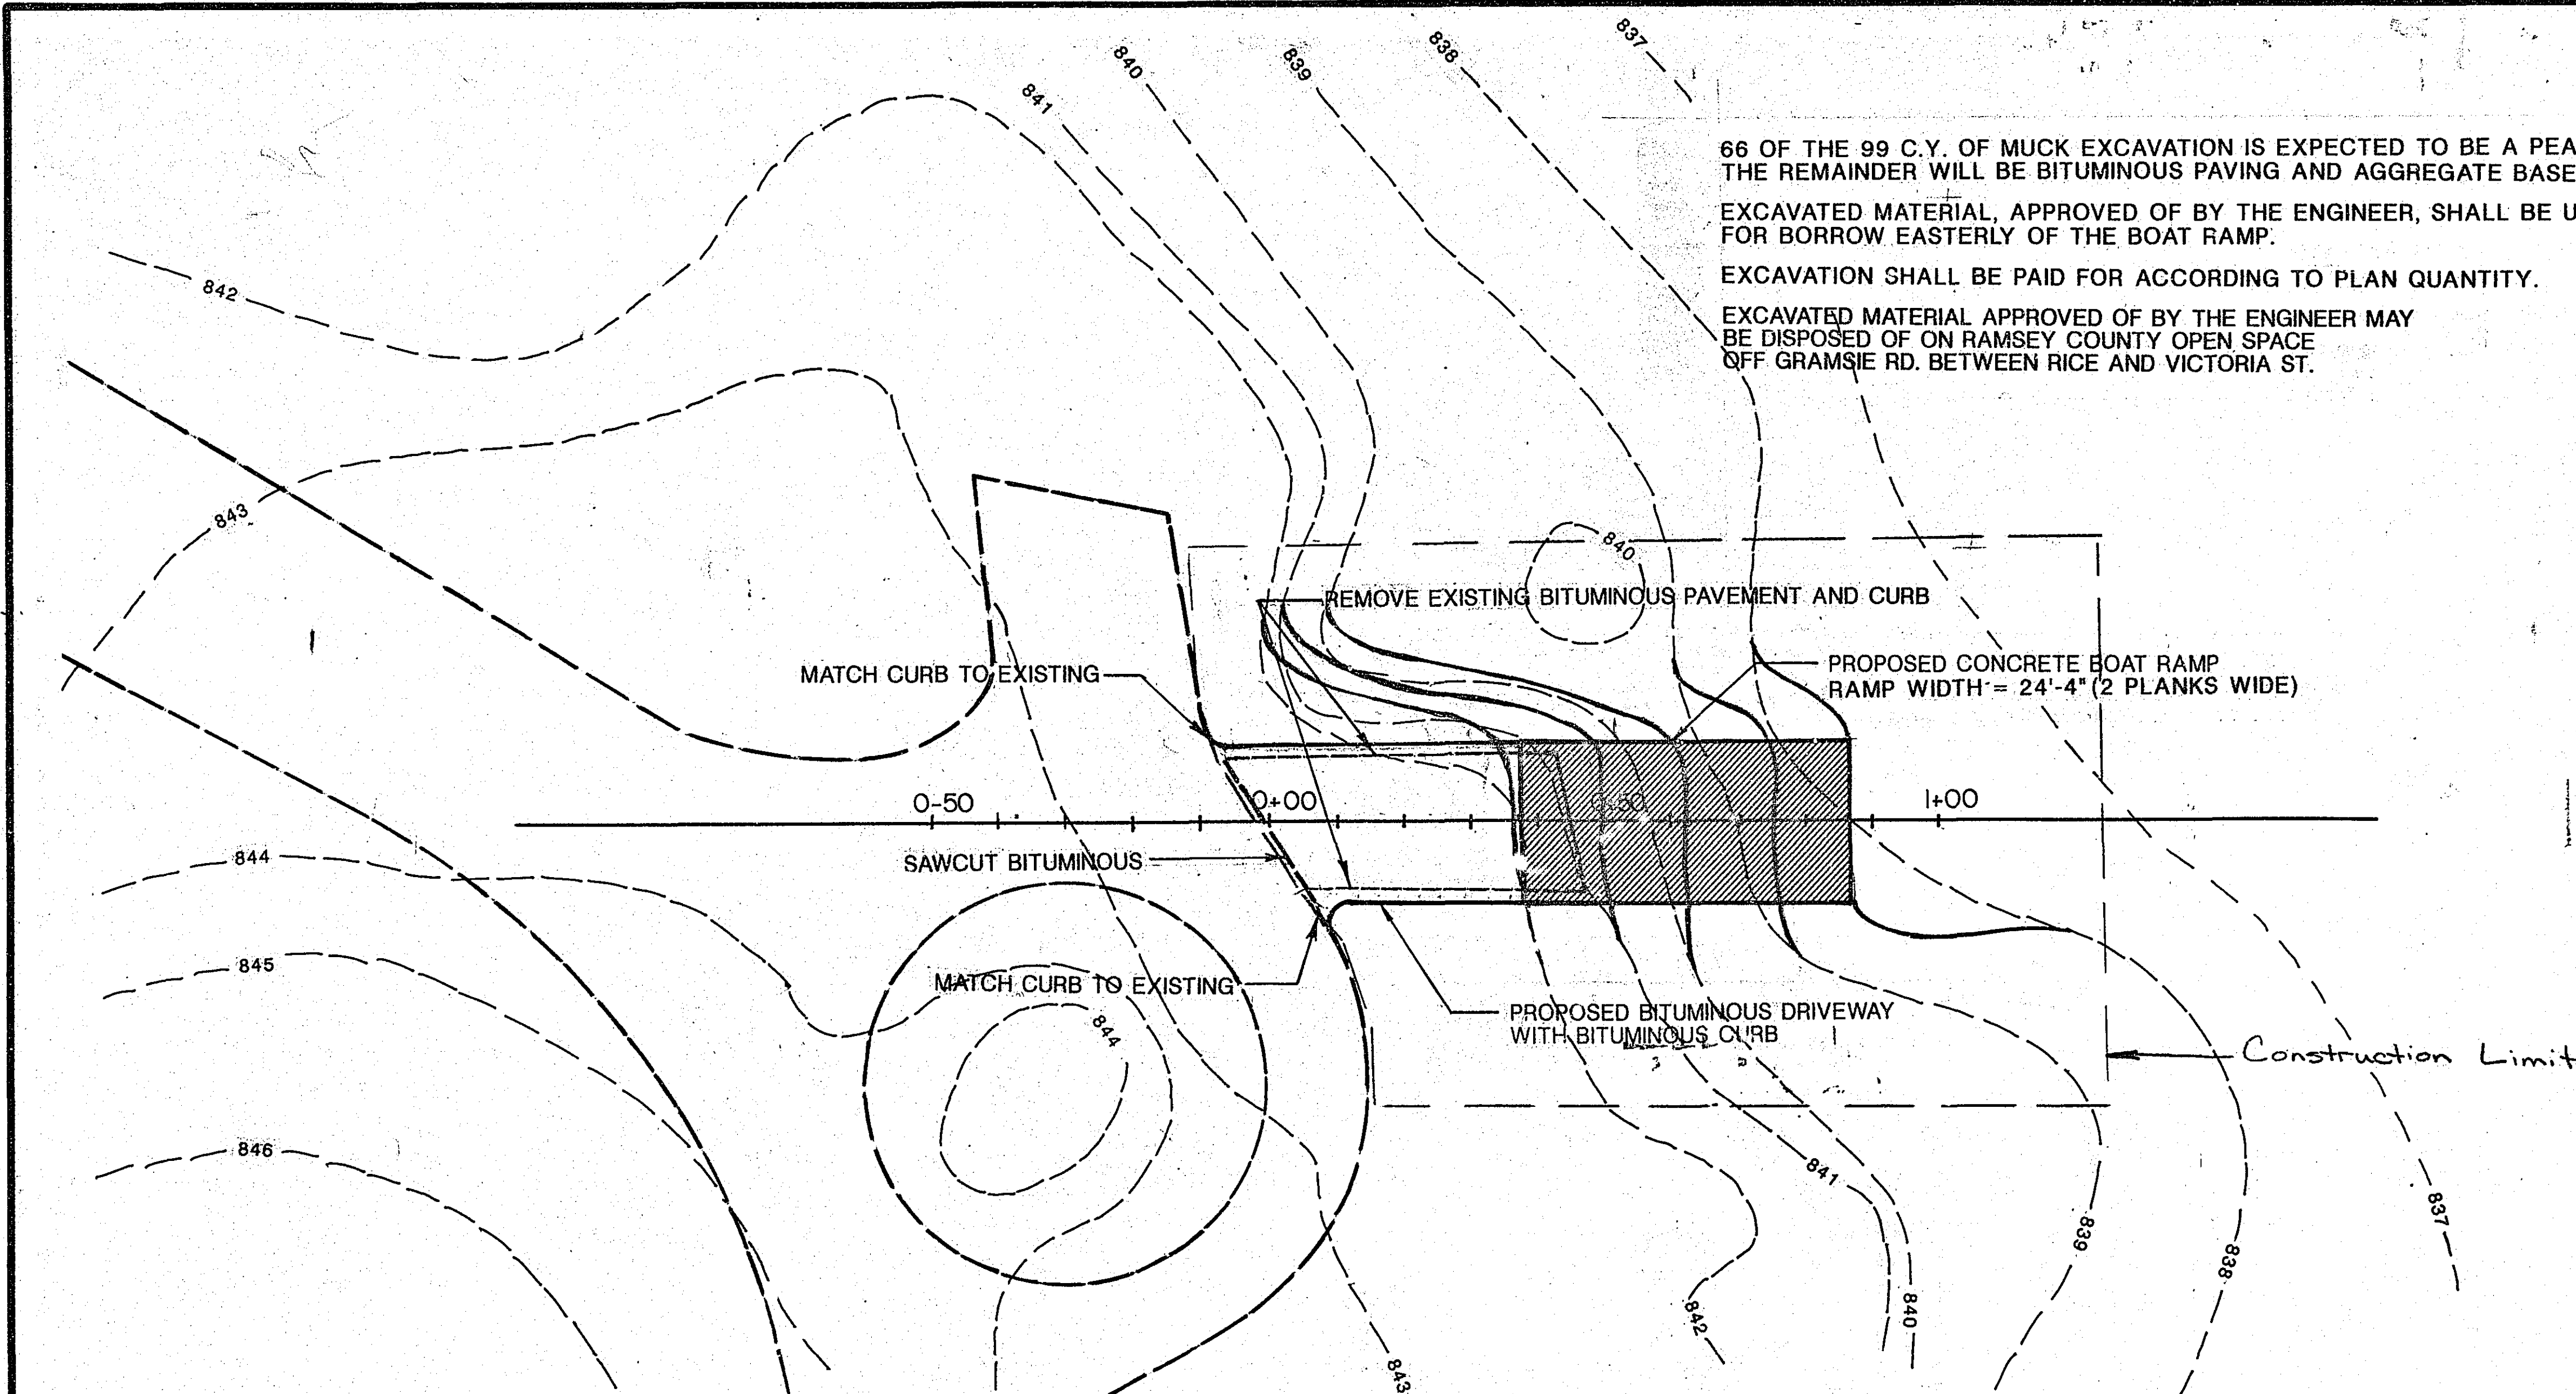 837
838
839
840
841
66 OF THE 99 C.Y. OF MUCK EXCAVATION IS EXPECTED TO BE A PEA
THE REMAINDER WILL BE BITUMINOUS PAVING AND AGGREGATE BASE
EXCAVATED MATERIAL, APPROVED OF BY THE ENGINEER, SHALL BE U
FOR BORROW EASTERLY OF THE BOAT RAMP.
EXCAVATION SHALL BE PAID FOR ACCORDING TO PLAN QUANTITY.
EXCAVATED MATERIAL APPROVED OF BY THE ENGINEER MAY
BE DISPOSED OF ON RAMSEY COUNTY OPEN SPACE
OFF GRAMSIE RD. BETWEEN RICE AND VICTORIA ST.
842
843
840
REMOVE EXISTING BITUMINOUS PAVEMENT AND CURB
MATCH CURB TO EXISTING
PROPOSED CONCRETE BOAT RAMP
RAMP WIDTH = 24'-4" (2 PLANKS WIDE)
0-50
0+00
0+50
1+00
844
SAWCUT BITUMINOUS
845
MATCH CURB TO EXISTING
PROPOSED BITUMINOUS DRIVEWAY
WITH BITUMINOUS CURB
844
Construction Limit
846
841
837
839
838
842
840
843